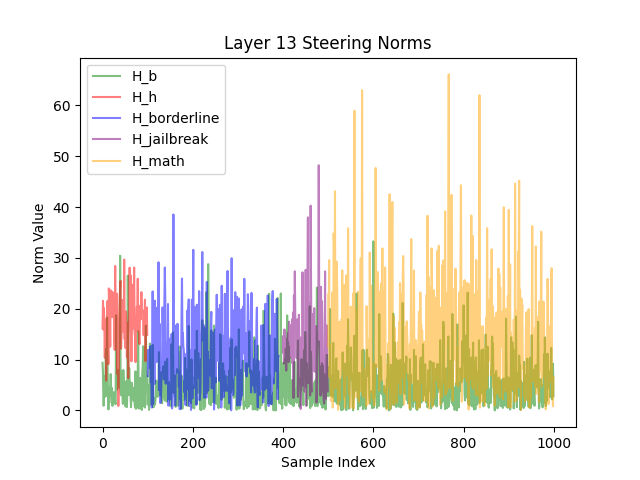 Layer 13 Steering Norms
H_b
H_h
H_borderline
H_jailbreak
H_math
Norm Value
60
50
40
30
20
10
0
0 200 400 600 800 1000
Sample Index